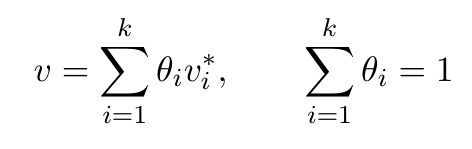 $v = \sum_{i=1}^{k} \theta_i v_i^*, \qquad \sum_{i=1}^{k} \theta_i = 1$